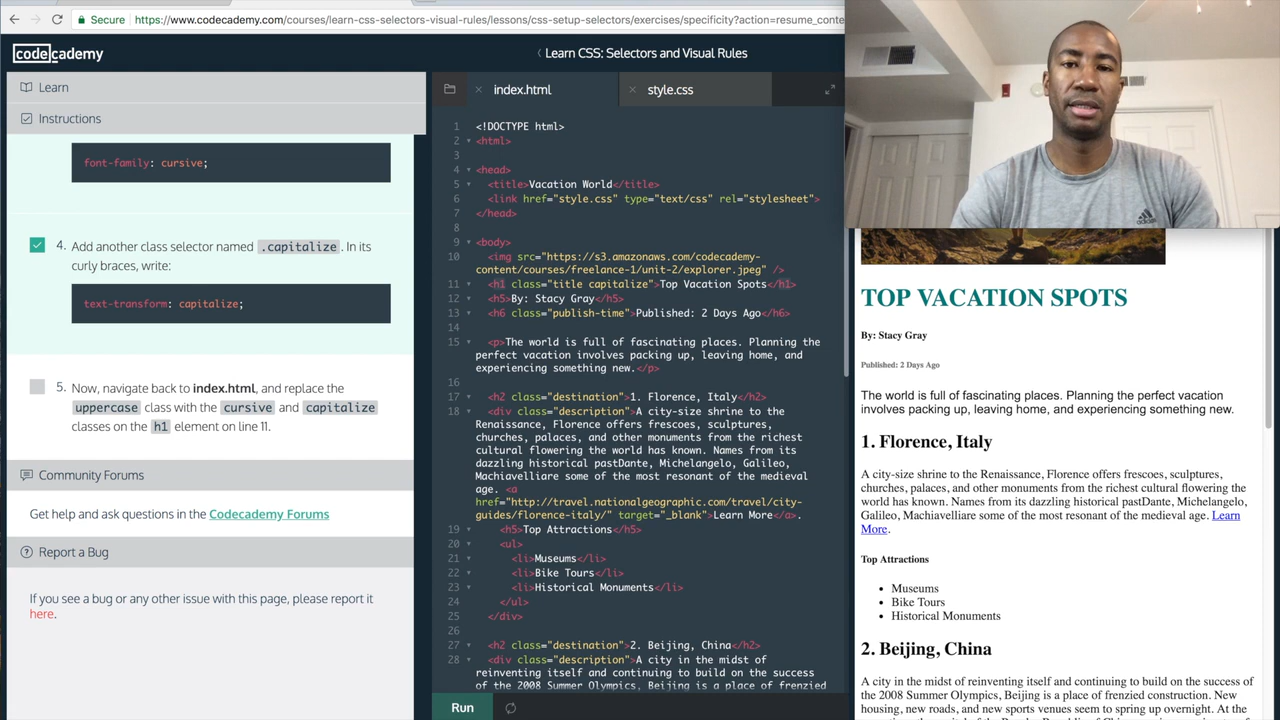 Secure https://www.codecademy.com/courses/learn-css-selectors-visual-rules/lessons/css-setup-selectors/exercises/specificity?action=resume_conte
codecademy
Learn CSS: Selectors and Visual Rules
Learn
Instructions
font-family: cursive;
4. Add another class selector named .capitalize. In its
curly braces, write:
text-transform: capitalize;
5. Now, navigate back to index.html, and replace the
uppercase class with the cursive and capitalize
classes on the h1 element on line 11.
Community Forums
Get help and ask questions in the Codecademy Forums
Report a Bug
If you see a bug or any other issue with this page, please report it
here.
index.html
style.css
1 <!DOCTYPE html>
2 <html>
3
4 <head>
5 <title>Vacation World</title>
6 <link href="style.css" type="text/css" rel="stylesheet">
7 </head>
8
9 <body>
10 <img src="https://s3.amazonaws.com/codecademy-
content/courses/freelance-1/unit-2/explorer.jpeg" />
11 <h1 class="title capitalize">Top Vacation Spots</h1>
12 <h5>By: Stacy Gray</h5>
13 <h6 class="publish-time">Published: 2 Days Ago</h6>
14
15 <p>The world is full of fascinating places. Planning the
perfect vacation involves packing up, leaving home, and
experiencing something new.</p>
16
17 <h2 class="destination">1. Florence, Italy</h2>
18 <div class="description">A city-size shrine to the
Renaissance, Florence offers frescoes, sculptures,
churches, palaces, and other monuments from the richest
cultural flowering the world has known. Names from its
dazzling historical pastDante, Michelangelo, Galileo,
Machiavelliare some of the most resonant of the medieval
age. <a
href="http://travel.nationalgeographic.com/travel/city-
guides/florence-italy/" target="_blank">Learn More</a>.
19 <h5>Top Attractions</h5>
20 <ul>
21 <li>Museums</li>
22 <li>Bike Tours</li>
23 <li>Historical Monuments</li>
24 </ul>
25 </div>
26
27 <h2 class="destination">2. Beijing, China</h2>
28 <div class="description">A city in the midst of
reinventing itself and continuing to build on the success
of the 2008 Summer Olympics, Beijing is a place of frenzied
Run
adidas
TOP VACATION SPOTS
By: Stacy Gray
Published: 2 Days Ago
The world is full of fascinating places. Planning the perfect vacation
involves packing up, leaving home, and experiencing something new.
1. Florence, Italy
A city-size shrine to the Renaissance, Florence offers frescoes, sculptures,
churches, palaces, and other monuments from the richest cultural flowering the
world has known. Names from its dazzling historical pastDante, Michelangelo,
Galileo, Machiavelliare some of the most resonant of the medieval age. Learn
More.
Top Attractions
Museums
Bike Tours
Historical Monuments
2. Beijing, China
A city in the midst of reinventing itself and continuing to build on the success of
the 2008 Summer Olympics, Beijing is a place of frenzied construction. New
housing, new roads, and new sports venues seem to spring up overnight. At the